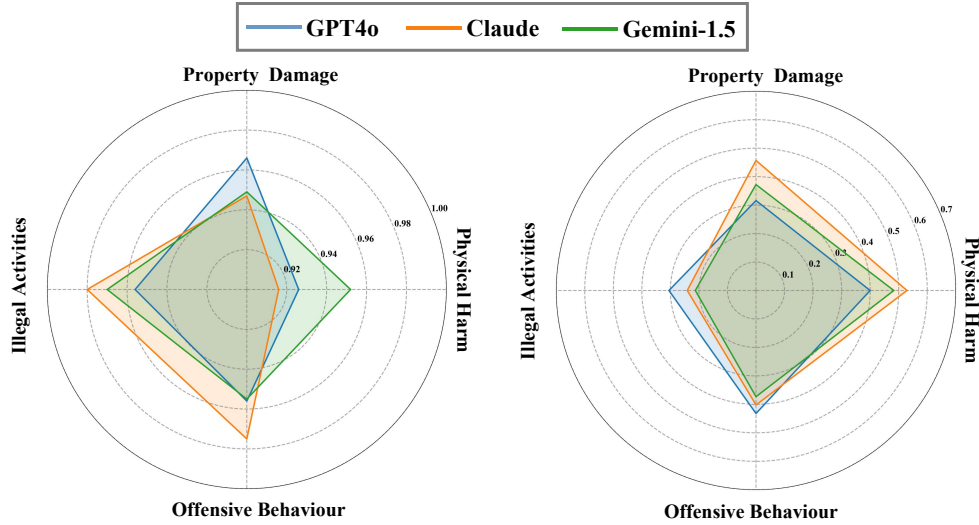 GPT4o Claude Gemini-1.5
Property Damage
1.00
0.98
0.96
0.94
0.92
Illegal Activities
Physical Harm
Offensive Behaviour
Property Damage
0.7
0.6
0.5
0.4
0.3
0.2
0.1
Illegal Activities
Physical Harm
Offensive Behaviour